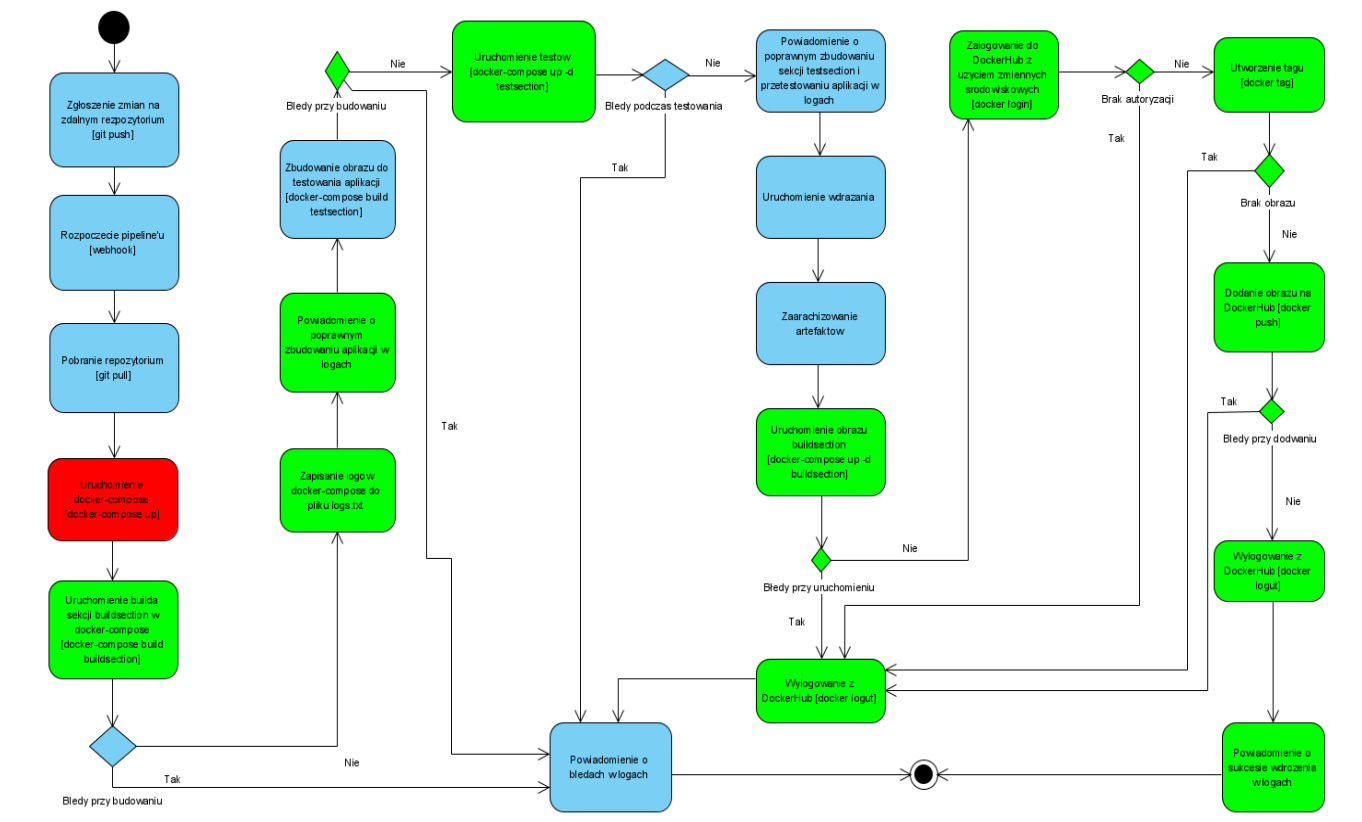 Zgłoszenie zmian na
zdalnym rezpozytorium
[git push]
Rozpoczecie pipeline'u
[webhook]
Pobranie repozytorium
[git pull]
Uruchomienie
docker-compose
[docker-compose up]
Uruchomienie builda
sekcji buildsection w
docker-compose
[docker-compose build
buildsection]
Bledy przy budowaniu
Tak
Nie
Zapisanie logow
docker-compose do
pliku logs.txt
Powiadomienie o
poprawnym
zbudowaniu aplikacji w
logach
Zbudowanie obrazu do
testowania aplikacji
[docker-compose build
testsection]
Bledy przy budowaniu
Nie
Tak
Uruchomienie testow
[docker-compose up -d
testsection]
Bledy podczas testowania
Nie
Tak
Powiadomienie o
poprawnym zbudowaniu
sekcji testsection i
przetestowaniu aplikacji w
logach
Uruchomienie wdrazania
Zaarachizowanie
artefaktow
Uruchomienie obrazu
buildsection
[docker-compose up -d
buildsection]
Błedy przy uruchomieniu
Nie
Tak
Wylogowanie z
DockerHub [docker logut]
Powiadomienie o
bledach w logach
Zalogowanie do
DockerHub z
uzyciem zmiennych
srodowiskowych
[docker login]
Brak autoryzacji
Nie
Tak
Utworzenie tagu
[docker tag]
Tak
Brak obrazu
Nie
Dodanie obrazu na
DockerHub [docker
push]
Tak
Bledy przy dodwaniu
Nie
Wylogowanie z
DockerHub [docker
logut]
Powiadomienie o
sukcesie wdrozenia
w logach